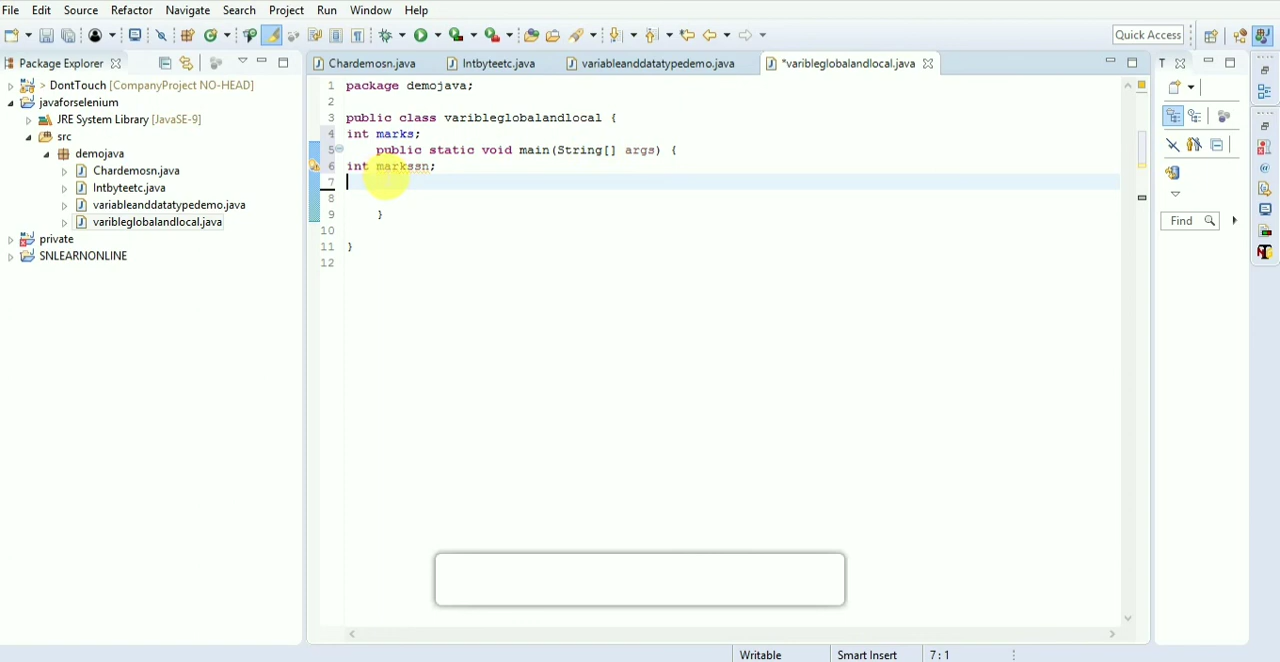 File Edit Source Refactor Navigate Search Project Run Window Help
Quick Access
Package Explorer
Chardemosn.java Intbyteetc.java variableanddatatypedemo.java *varibleglobalandlocal.java
T
> DontTouch [CompanyProject NO-HEAD]
javaforselenium
JRE System Library [JavaSE-9]
src
demojava
Chardemosn.java
Intbyteetc.java
variableanddatatypedemo.java
varibleglobalandlocal.java
private
SNLEARNONLINE
1 package demojava;
2
3 public class varibleglobalandlocal {
4 int marks;
5 public static void main(String[] args) {
6 int markssn;
7
8
9 }
10
11 }
12
Find
Writable Smart Insert 7 : 1